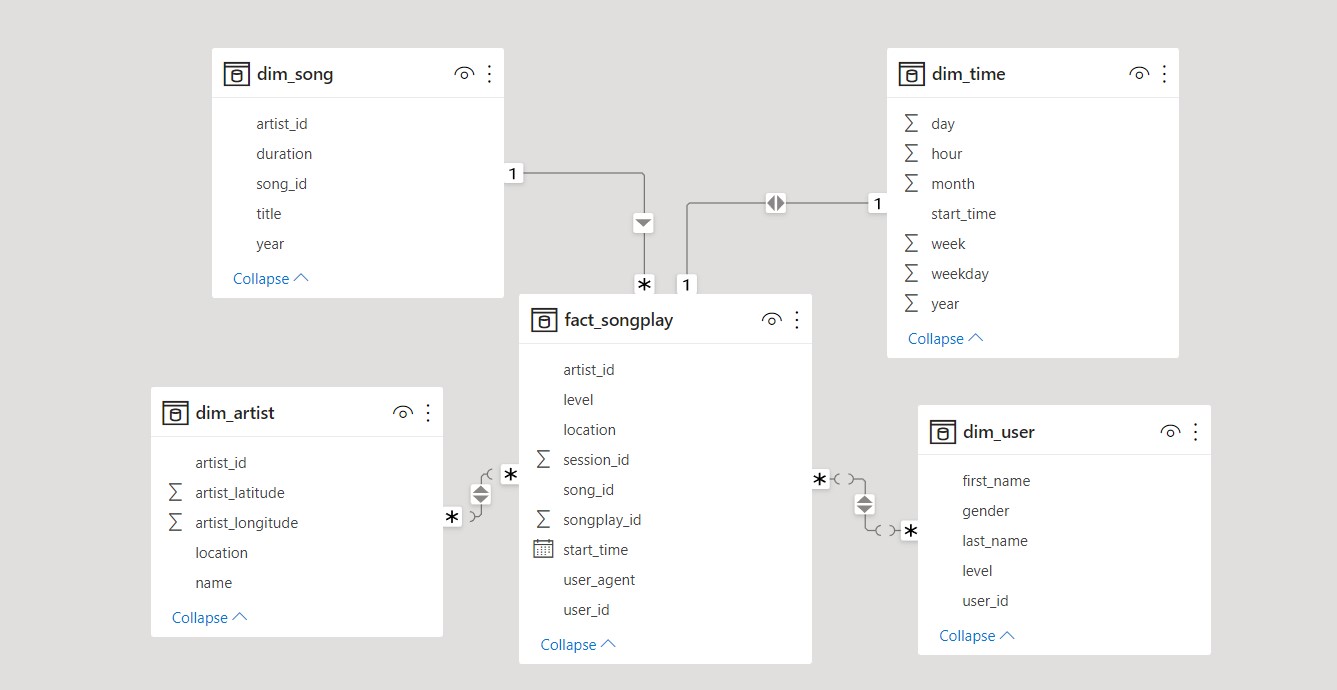 dim_song
artist_id
duration
song_id
title
year
Collapse
1
*
dim_time
∑ day
∑ hour
∑ month
start_time
∑ week
∑ weekday
∑ year
Collapse
1
1
fact_songplay
artist_id
level
location
∑ session_id
song_id
∑ songplay_id
start_time
user_agent
user_id
Collapse
dim_artist
artist_id
∑ artist_latitude
∑ artist_longitude
location
name
Collapse
*
*
dim_user
first_name
gender
last_name
level
user_id
Collapse
*
*